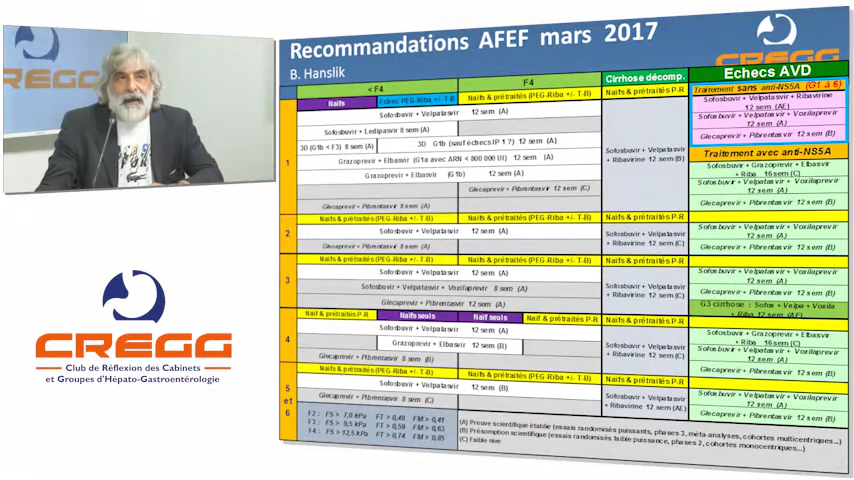 CREGG
CREGG
Club de Réflexion des Cabinets
et Groupes d'Hépato-Gastroentérologie
Recommandations AFEF mars 2017
B. Hanslik
CREGG
< F4
F4
Cirrhose décomp.
Echecs AVD
Naïfs
Echec PEG-Riba +/- T-B
Naïfs & prétraités (PEG-Riba +/- T-B)
Naïfs & prétraités P-R
Traitement sans anti-NS5A (G1 à 6)
1
Sofosbuvir + Velpatasvir 12 sem (A)
Sofosbuvir + Ledipasvir 8 sem (A)
3D (G1b < F3) 8 sem (A)
3D G1b (sauf échecs IP 1 ?) 12 sem (A)
Grazoprevir + Elbasvir (G1a avec ARN < 800 000 UI) 12 sem (A)
Grazoprevir + Elbasvir (G1b) 12 sem (A)
Glecaprevir + Pibrentasvir 12 sem (C)
Glecaprevir + Pibrentasvir 8 sem (A)
Sofosbuvir + Velpatasvir
+ Ribavirine 12 sem (B)
Sofosbuvir + Velpatasvir + Ribavirine
12 sem (AE)
Sofosbuvir + Velpatasvir + Voxilaprevir
12 sem (A)
Glecaprevir + Pibrentasvir 12 sem (B)
Traitement avec anti-NS5A
Sofosbuvir + Grazoprevir + Elbasvir
+ Riba 16 sem (C)
Sofosbuvir + Velpatasvir + Voxilaprevir
12 sem (A)
Glecaprevir + Pibrentasvir 12 sem (B)
2
Naïfs & prétraités (PEG-Riba +/- T-B)
Naïfs & prétraités (PEG-Riba +/- T-B)
Naïfs & prétraités P-R
Sofosbuvir + Velpatasvir 12 sem (A)
Glecaprevir + Pibrentasvir 8 sem (A)
Sofosbuvir + Velpatasvir
+ Ribavirine 12 sem (C)
Sofosbuvir + Velpatasvir + Voxilaprevir
12 sem (A)
Glecaprevir + Pibrentasvir 12 sem (B)
3
Naïfs & prétraités (PEG-Riba +/- T-B)
Naïfs & prétraités (PEG-Riba +/- T-B)
Naïfs & prétraités P-R
Sofosbuvir + Velpatasvir 12 sem (A)
Sofosbuvir + Velpatasvir + Voxilaprevir 8 sem (A)
Glecaprevir + Pibrentasvir 12 sem (A)
Sofosbuvir + Velpatasvir
+ Ribavirine 12 sem (C)
Sofosbuvir + Velpatasvir + Voxilaprevir
12 sem (A)
Glecaprevir + Pibrentasvir 12 sem (B)
G3 cirrhose : Sofos + Velpa + Voxila
+ Riba 12 sem (AE)
4
Naïf & prétraités P-R
Naïfs seuls
Naïf seuls
Naïf & prétraités P-R
Naïfs & prétraités P-R
Sofosbuvir + Velpatasvir 12 sem (A)
Grazoprevir + Elbasvir 12 sem (B)
Glecaprevir + Pibrentasvir 8 sem (B)
Sofosbuvir + Velpatasvir
+ Ribavirine 12 sem (C)
Sofosbuvir + Grazoprevir + Elbasvir
+ Riba 16 sem (C)
Sofosbuvir + Velpatasvir + Voxilaprevir
12 sem (A)
Glecaprevir + Pibrentasvir 12 sem (B)
5
et
6
Naïfs & prétraités (PEG-Riba +/- T-B)
Naïfs & prétraités (PEG-Riba +/- T-B)
Naïfs & prétraités P-R
Sofosbuvir + Velpatasvir 12 sem (B)
Glecaprevir + Pibrentasvir 8 sem (C)
Sofosbuvir + Velpatasvir
+ Ribavirine 12 sem (AE)
Sofosbuvir + Velpatasvir + Voxilaprevir
12 sem (A)
Glecaprevir + Pibrentasvir 12 sem (B)
F2 : FS > 7,0 kPa FT > 0,48 FM > 0,41
F3 : FS > 9,5 kPa FT > 0,59 FM > 0,63
F4 : FS > 12,5 kPa FT > 0,74 FM > 0,85
(A) Preuve scientifique établie (essais randomisés puissants, phases 3, méta-analyses, cohortes multicentriques...)
(B) Présomption scientifique (essais randomisés faible puissance, phases 2, cohortes monocentriques...)
(C) Faible nive